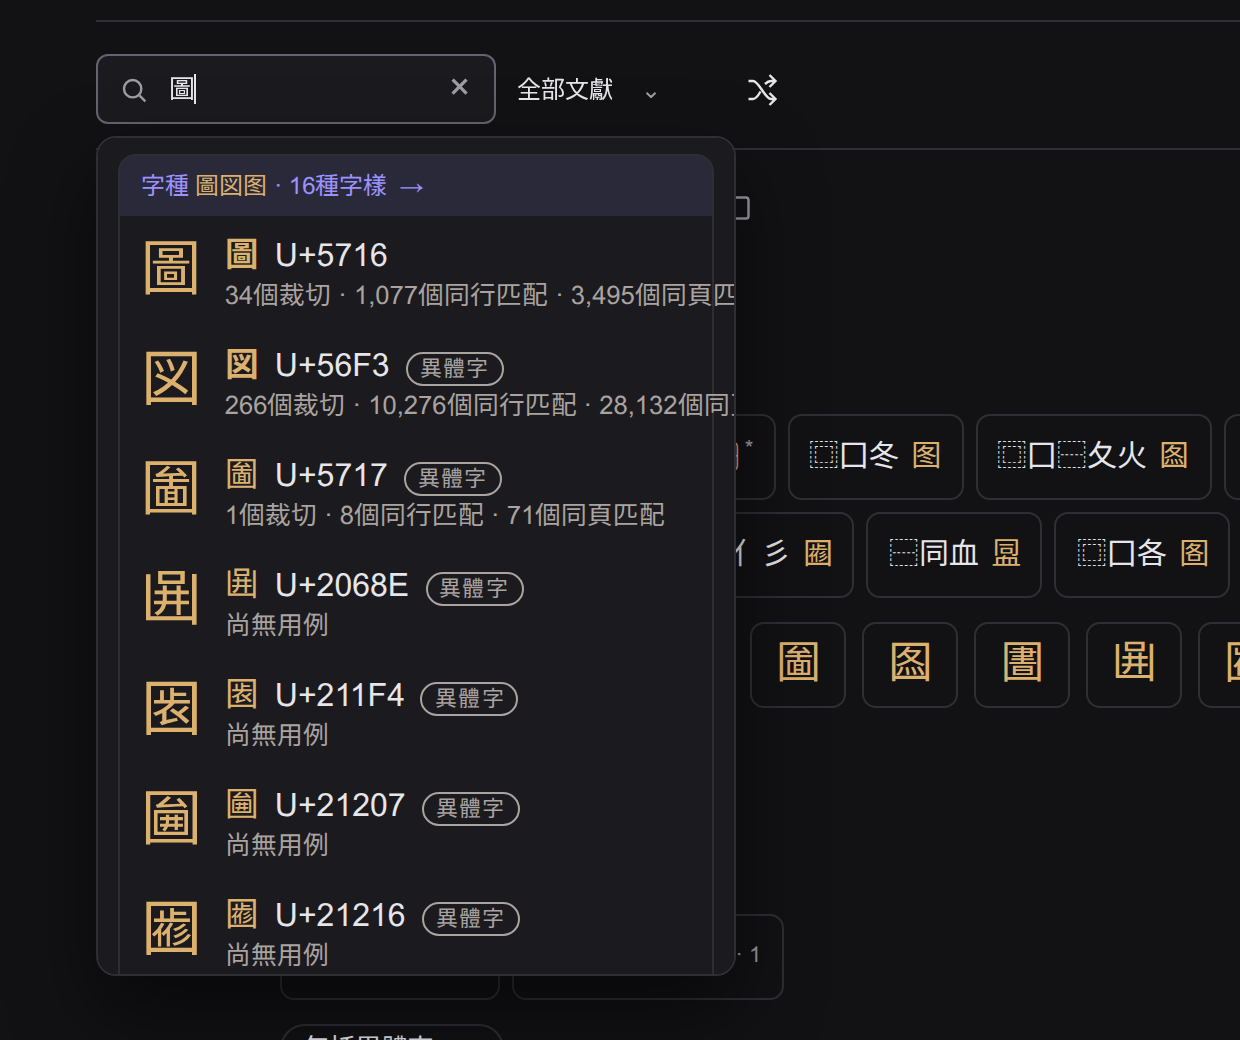 圖
全部文獻
字種 圖図图 · 16種字樣 →
圖 圖 U+5716
34個裁切 · 1,077個同行匹配 · 3,495個同頁匹
図 図 U+56F3 異體字
266個裁切 · 10,276個同行匹配 · 28,132個同
圗 圗 U+5717 異體字
1個裁切 · 8個同行匹配 · 71個同頁匹配
𠚎 U+2068E 異體字
尚無用例
U+211F4 異體字
尚無用例
U+21207 異體字
尚無用例
U+21216 異體字
尚無用例
⿴囗冬 图
⿴囗⿱夂火
⿱同血
⿴囗各
圗
· 1